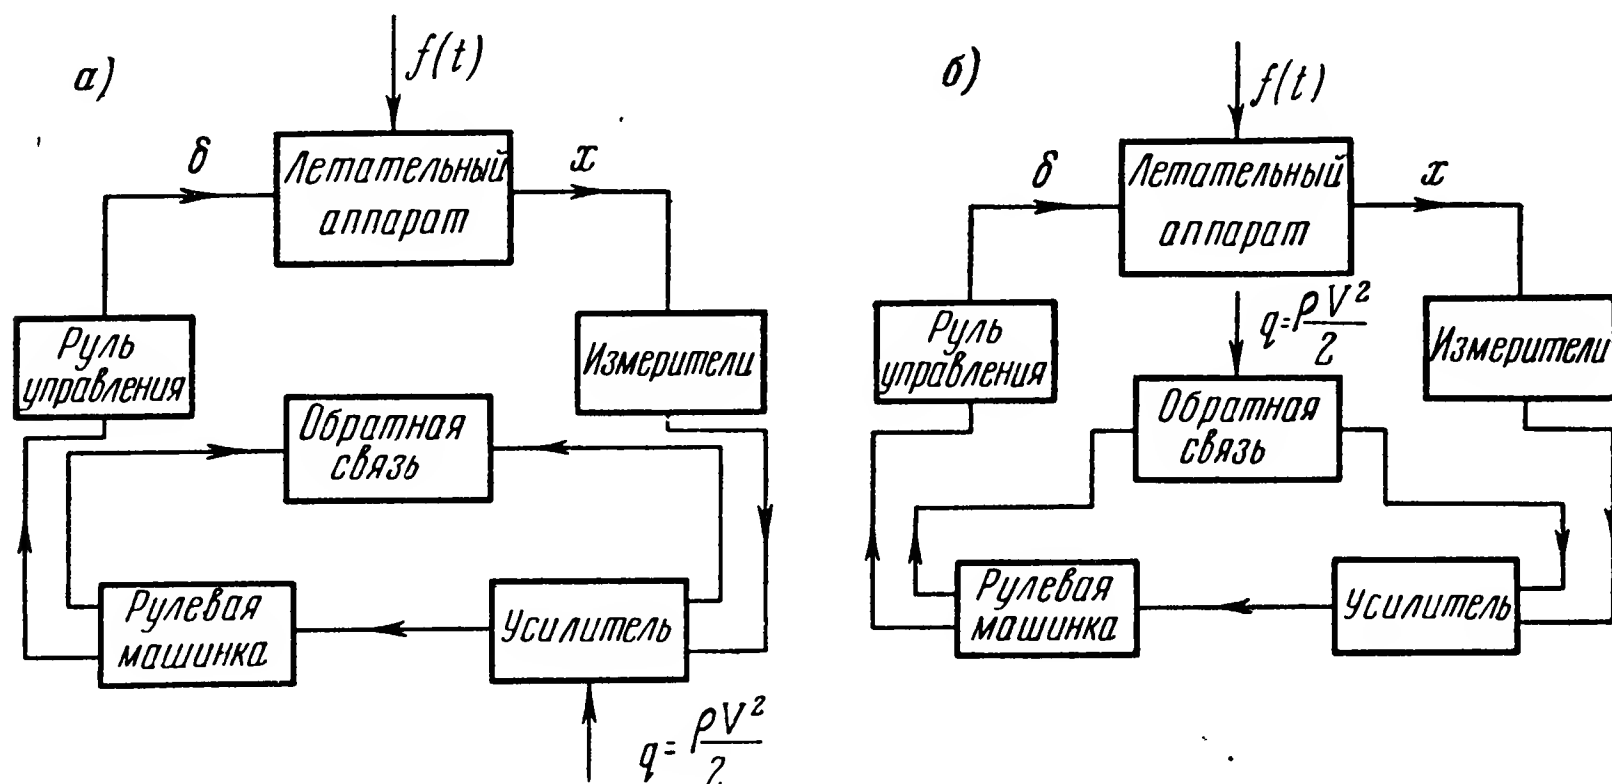 а)
f(t)
δ
Летательный
аппарат
x
Руль
управления
Измерители
Обратная
связь
Рулевая
машинка
Усилитель
q = ρV²/2
б)
f(t)
δ
Летательный
аппарат
x
q = ρV²/2
Руль
управления
Измерители
Обратная
связь
Рулевая
машинка
Усилитель